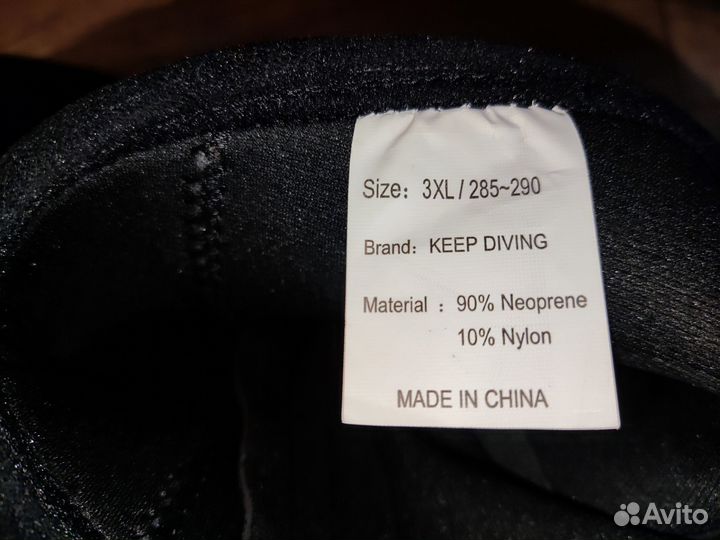 Size: 3XL / 285~290
Brand: KEEP DIVING
Material : 90% Neoprene
10% Nylon
MADE IN CHINA
Avito